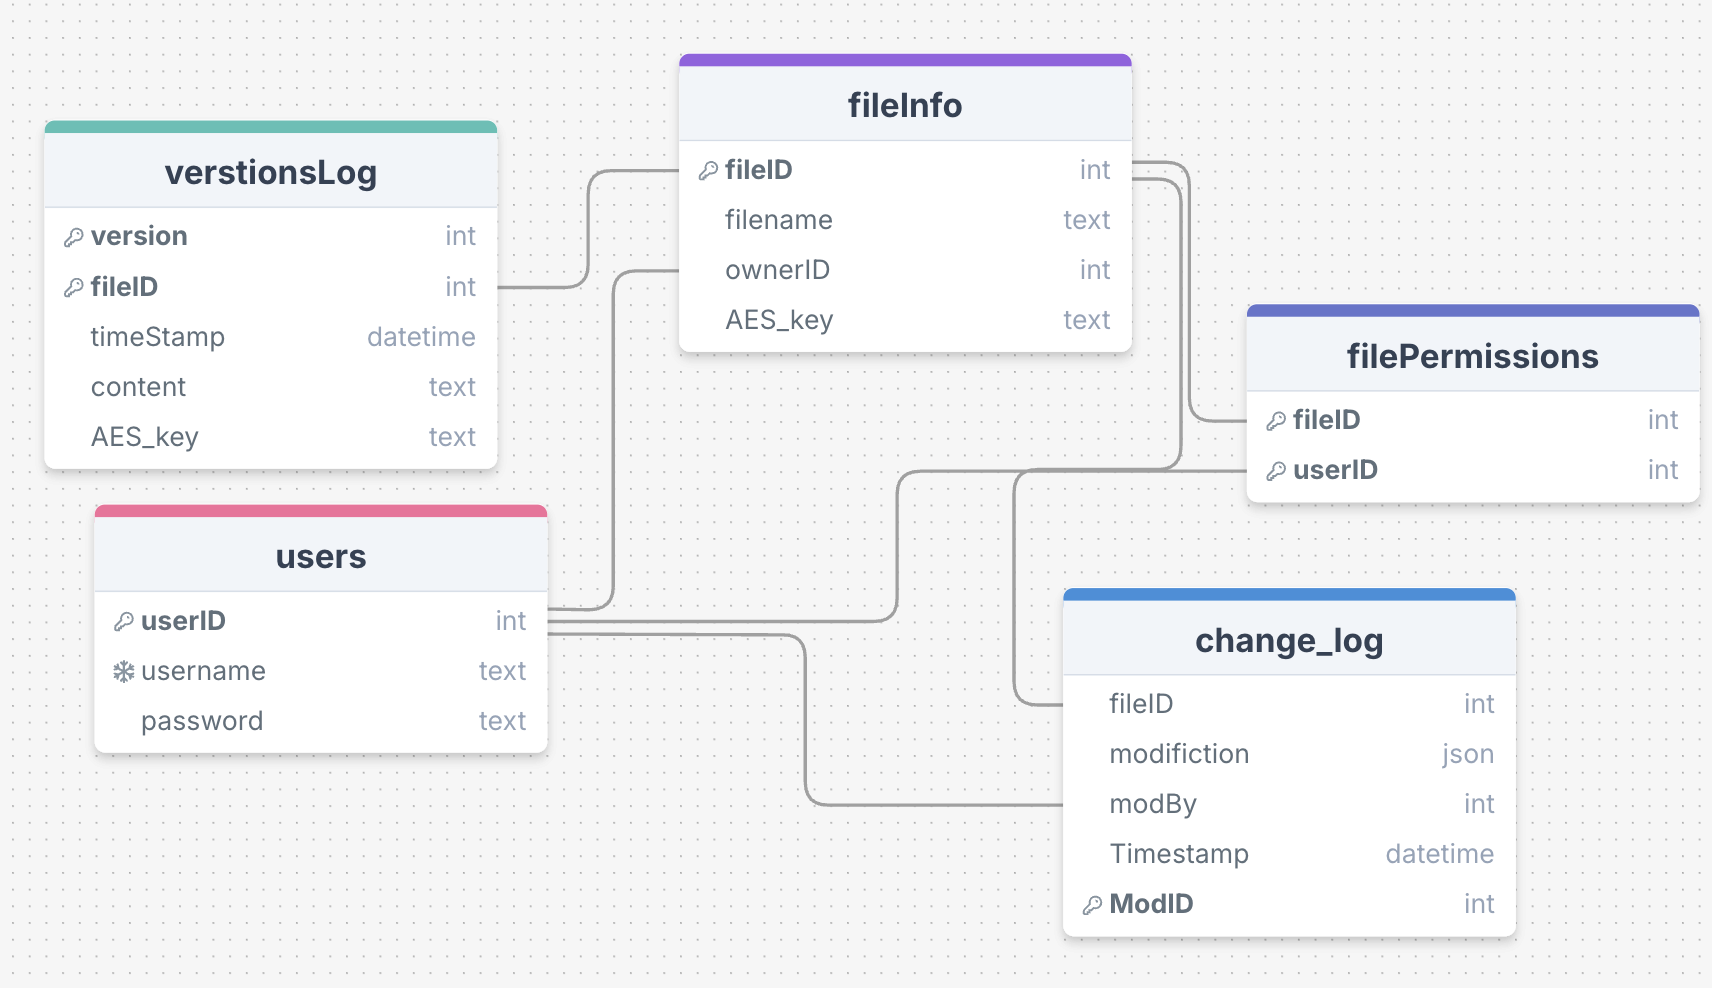 verstionsLog
version int
fileID int
timeStamp datetime
content text
AES_key text
fileInfo
fileID int
filename text
ownerID int
AES_key text
filePermissions
fileID int
userID int
users
userID int
username text
password text
change_log
fileID int
modifiction json
modBy int
Timestamp datetime
ModID int